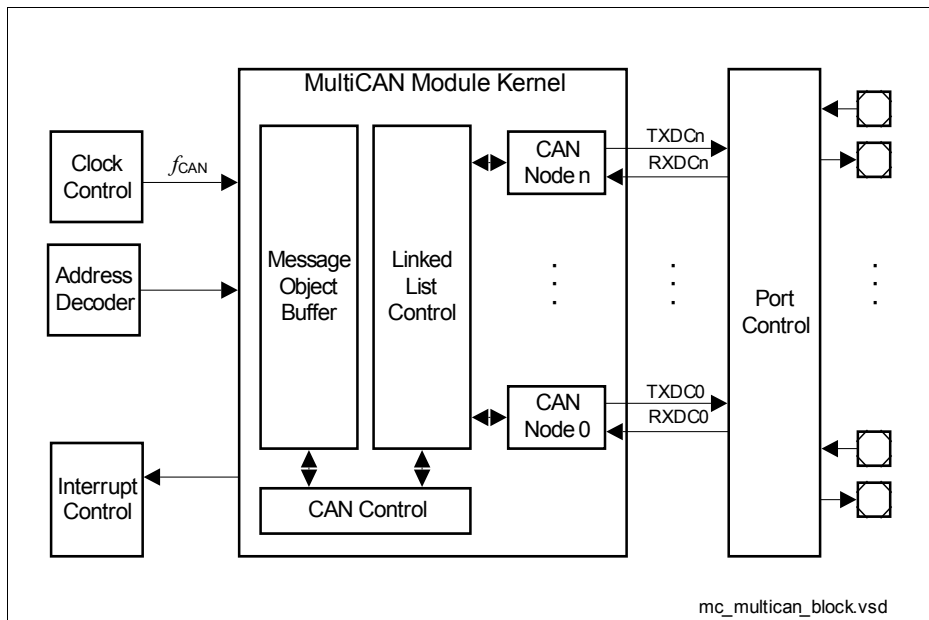 MultiCAN Module Kernel
Clock
Control
fCAN
Address
Decoder
Interrupt
Control
Message
Object
Buffer
Linked
List
Control
CAN
Node n
CAN
Node 0
CAN Control
TXDCn
RXDCn
TXDC0
RXDC0
Port
Control
mc_multican_block.vsd